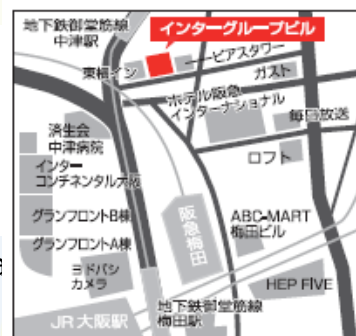 地下鉄御堂筋線
中津駅
インターグループビル
東横イン
ピアスタワー
ガスト
ホテル阪急
インターナショナル
毎日放送
済生会
中津病院
ロフト
インター
コンチネンタル大阪
グランフロントB棟
阪急梅田
ABC-MART
梅田ビル
グランフロントA棟
ヨドバシ
カメラ
HEP FIVE
地下鉄御堂筋線
梅田駅
JR 大阪駅